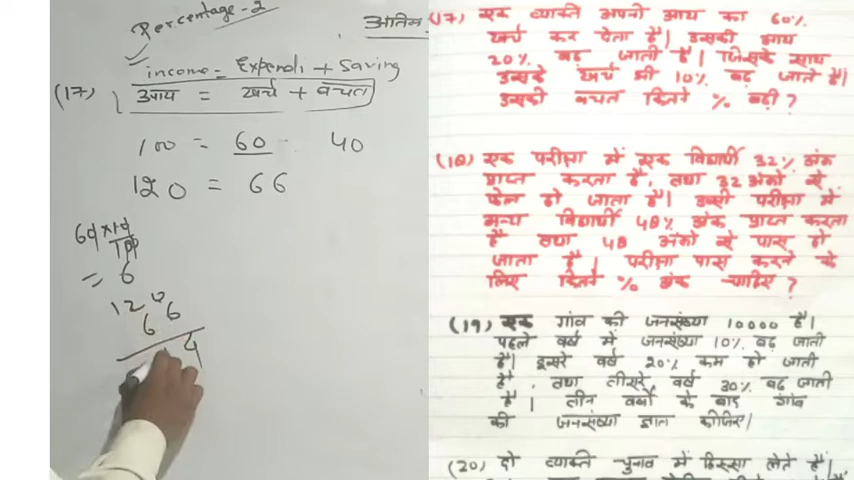 Percentage - 2
अातिम
income = Expendi + Saving
(17) आय = खर्च + बचत
100 = 60 40
120 = 66
60 x 10
100
= 6
120
66
4
(17) एक व्यक्ति अपनी आय का 60%
खर्च कर देता है। उसकी आय
20% बढ़ जाती है। जिसके साथ
उसके खर्च भी 10% बढ़ जाते है।
उसकी बचत कितने % बढ़ी ?
(18) एक परीक्षा में एक विद्यार्थी 32% अंक
प्राप्त करता है, तथा 32 अंको से
फेल हो जाता है। उसी परीक्षा में
अन्य विद्यार्थी 48% अंक प्राप्त करता
है तथा 48 अंको से पास हो
जाता है। परीक्षा पास करने के
लिए कितने % अंक चाहिए ?
(19) एक गांव की जनसंख्या 10000 है।
पहले वर्ष में जनसंख्या 10% बढ़ जाती
है। दूसरे वर्ष 20% कम हो जाती
है, तथा तीसरे वर्ष 30% बढ़ जाती
है। तीन वर्षो के बाद गांव
की जनसंख्या ज्ञात कीजिए।
(20) दो व्यक्ति चुनाव में हिस्सा लेते है।